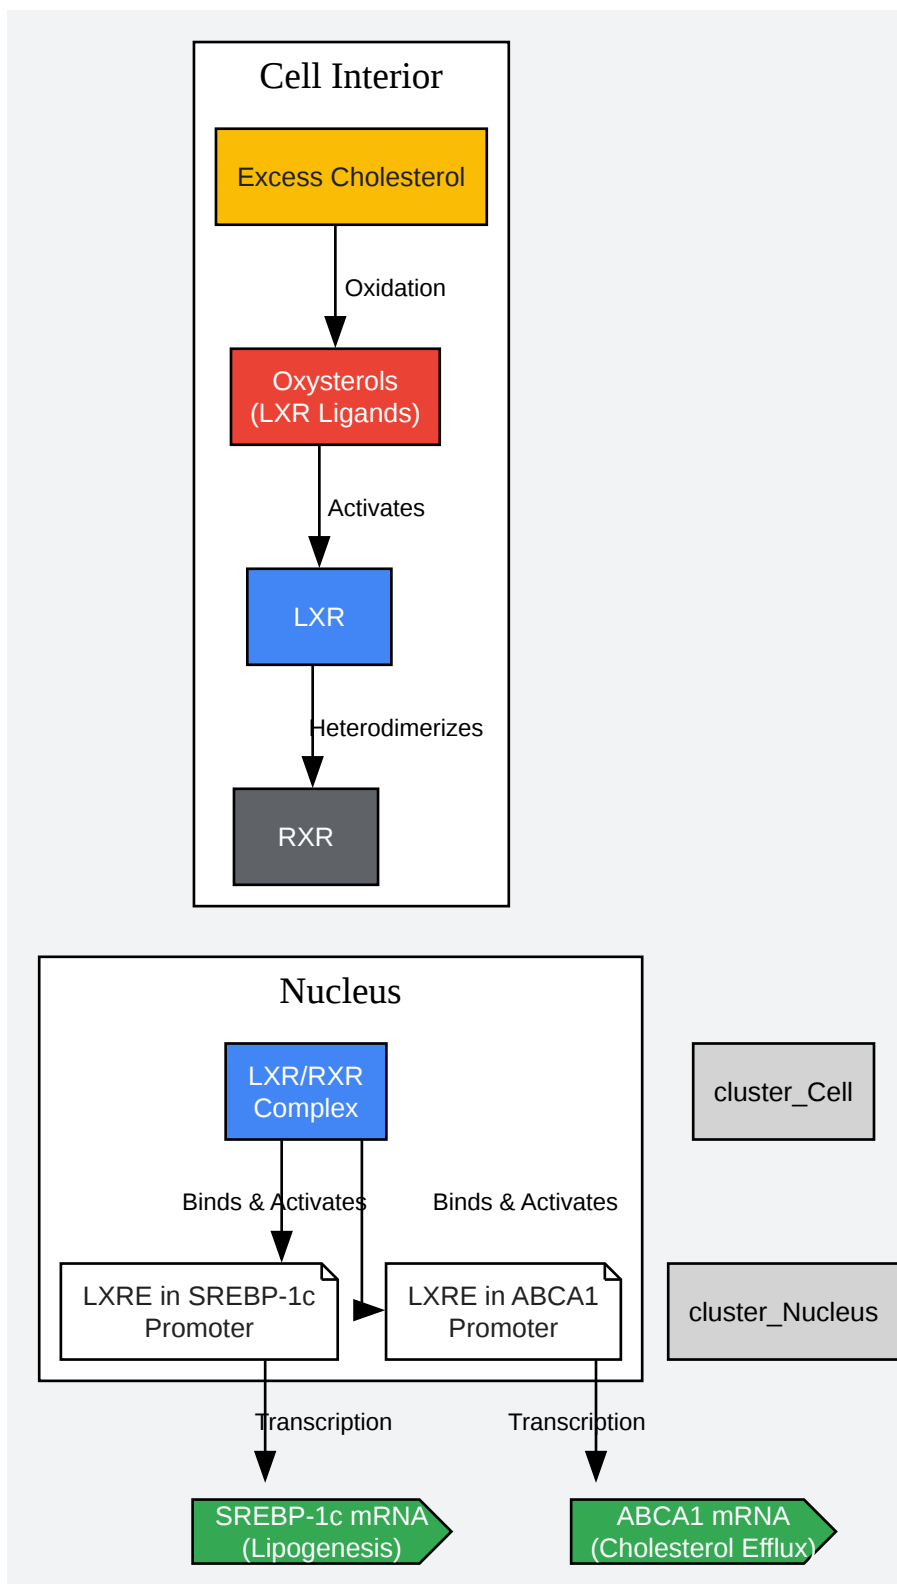 Cell Interior
Excess Cholesterol
Oxidation
Oxysterols
(LXR Ligands)
Activates
LXR
Heterodimerizes
RXR
Nucleus
LXR/RXR
Complex
cluster_Cell
Binds & Activates
Binds & Activates
LXRE in SREBP-1c
Promoter
LXRE in ABCA1
Promoter
cluster_Nucleus
Transcription
Transcription
SREBP-1c mRNA
(Lipogenesis)
ABCA1 mRNA
(Cholesterol Efflux)